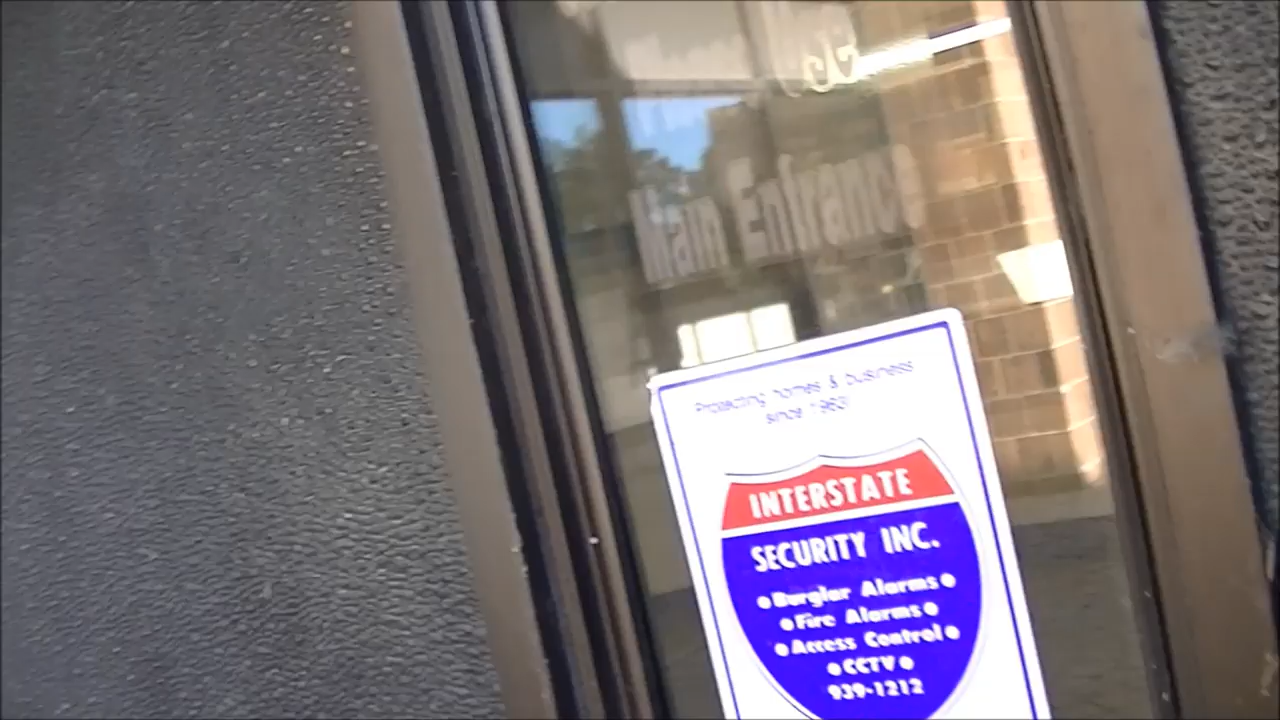 Main Entrance
Protecting homes & business
since 1963!
INTERSTATE
SECURITY INC.
• Burglar Alarms •
• Fire Alarms •
• Access Control •
• CCTV •
939-1212